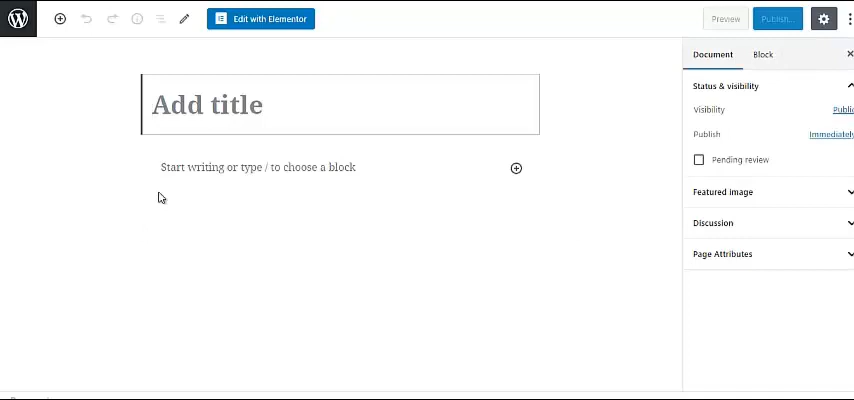 Edit with Elementor
Preview
Publish...
Document
Block
Add title
Status & visibility
Visibility
Public
Publish
Immediately
Start writing or type / to choose a block
Pending review
Featured image
Discussion
Page Attributes